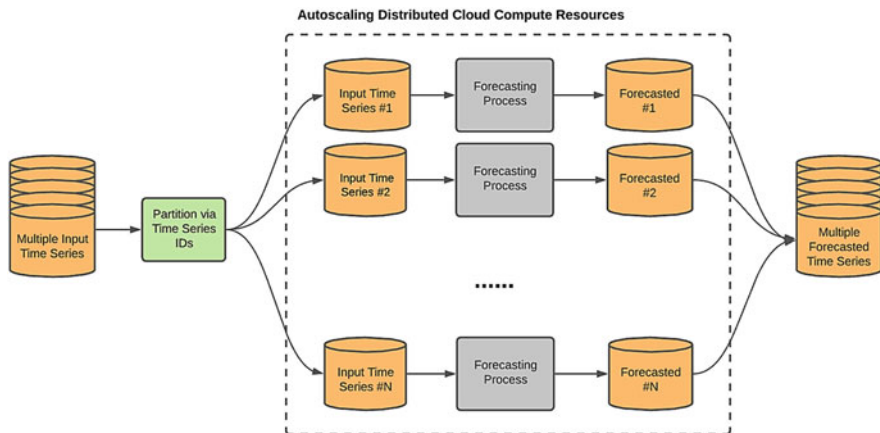 Autoscaling Distributed Cloud Compute Resources
Multiple Input
Time Series
Partition via
Time Series
IDs
Input Time
Series #1
Forecasting
Process
Forecasted
#1
Input Time
Series #2
Forecasting
Process
Forecasted
#2
......
Input Time
Series #N
Forecasting
Process
Forecasted
#N
Multiple
Forecasted
Time Series